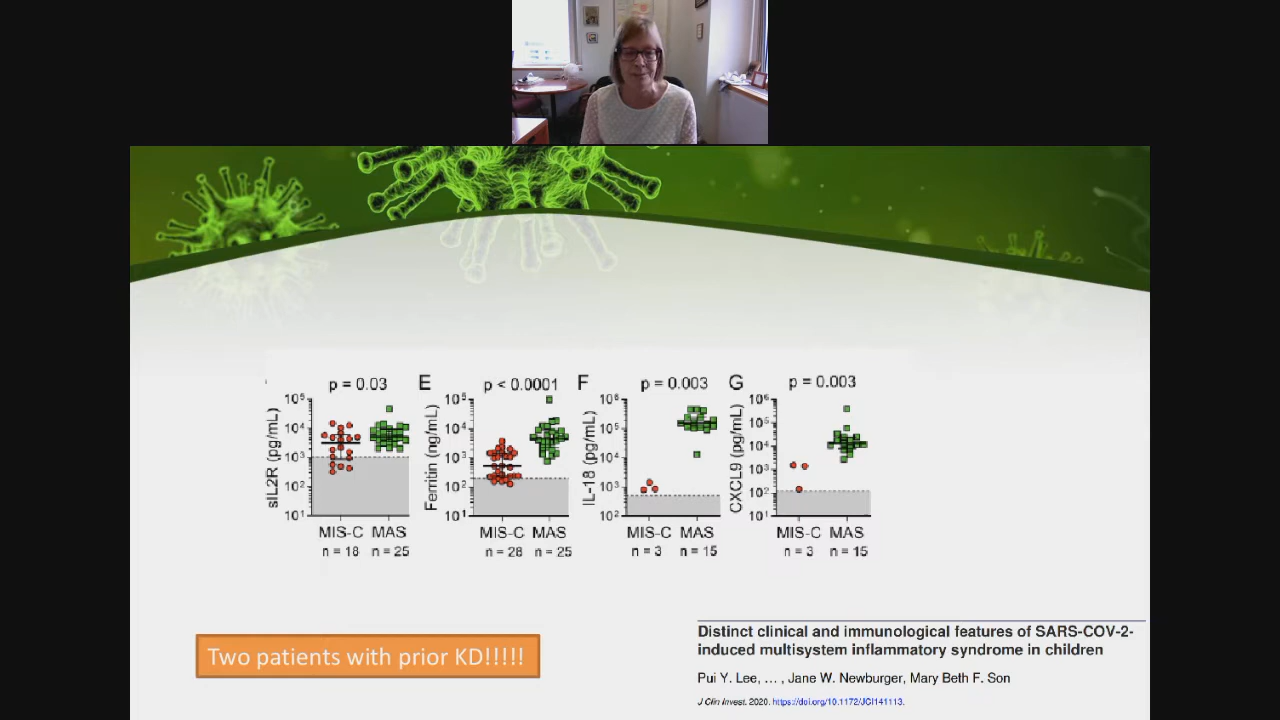 p = 0.03
E
p < 0.0001
F
p = 0.003
G
p = 0.003
sIL2R (pg/mL)
10⁵
10⁴
10³
10²
10¹
Ferritin (ng/mL)
10⁵
10⁴
10³
10²
10¹
IL-18 (pg/mL)
10⁶
10⁵
10⁴
10³
10²
CXCL9 (pg/mL)
10⁶
10⁵
10⁴
10³
10²
10¹
MIS-C MAS
n = 18 n = 25
MIS-C MAS
n = 28 n = 25
MIS-C MAS
n = 3 n = 15
MIS-C MAS
n = 3 n = 15
Two patients with prior KD!!!!!
Distinct clinical and immunological features of SARS-COV-2-
induced multisystem inflammatory syndrome in children
Pui Y. Lee, … , Jane W. Newburger, Mary Beth F. Son
J Clin Invest. 2020. https://doi.org/10.1172/JCI141113.